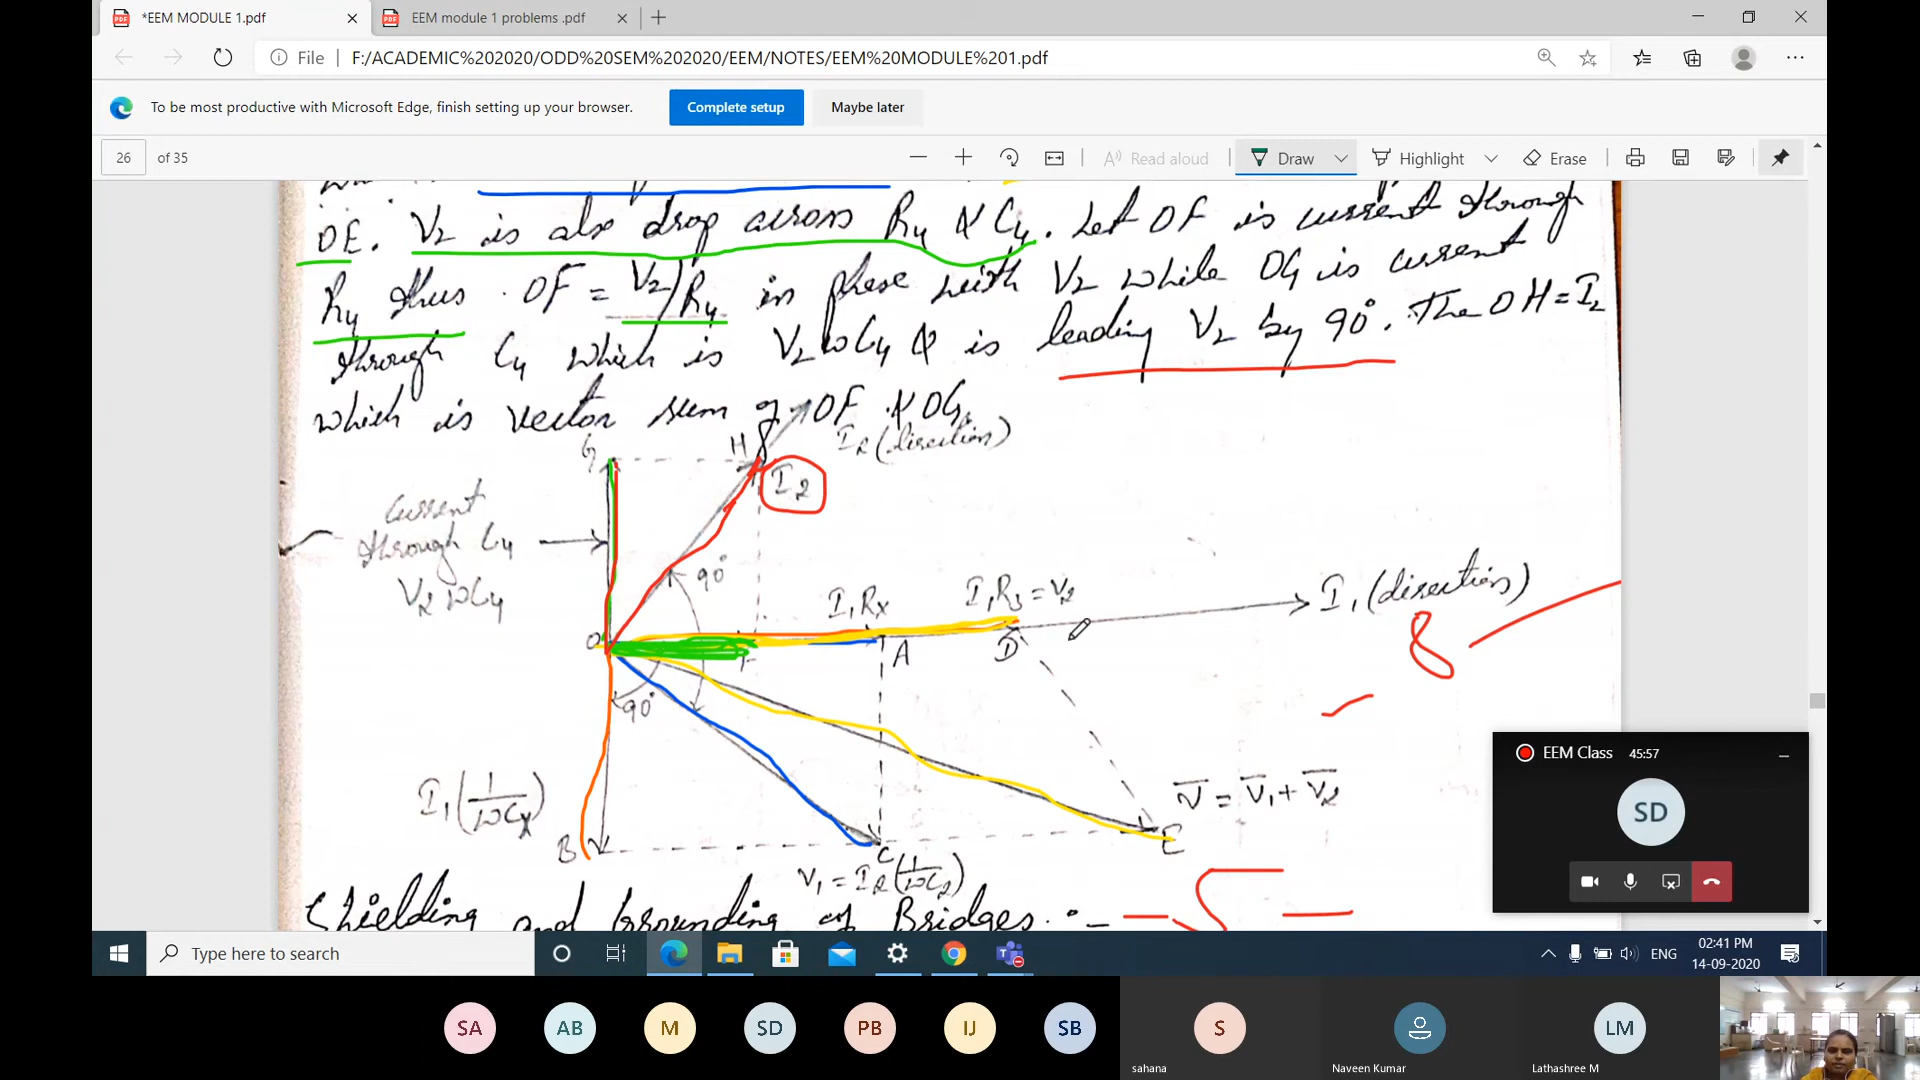 *EEM MODULE 1.pdf
EEM module 1 problems .pdf
File | F:/ACADEMIC%202020/ODD%20SEM%202020/EEM/NOTES/EEM%20MODULE%201.pdf
To be most productive with Microsoft Edge, finish setting up your browser.
Complete setup
Maybe later
26 of 35
Read aloud
Draw
Highlight
Erase
OE. V2 is also drop across R4 & C4. Let OF is current through
R4 thus OF = V2/R4 in phase with V2 while OG is current
through C4 which is V2ωC4 & is leading V2 by 90°. The OH = I2
which is vector sum of OF & OG.
G
H
I2 (direction)
I2
Current
through C4
V2 ωC4
90°
I1Rx
I1R3 = V2
I1 (direction)
8
O
F
A
D
90°
I1(1/ωCx)
V̄ = V̄1 + V̄2
B
C
E
V1 = I2(1/ωC2)
Shielding and Grounding of Bridges :-
5
EEM Class
45:57
SD
Type here to search
ENG
02:41 PM
14-09-2020
SA
AB
M
SD
PB
IJ
SB
S
LM
sahana
Naveen Kumar
Lathashree M